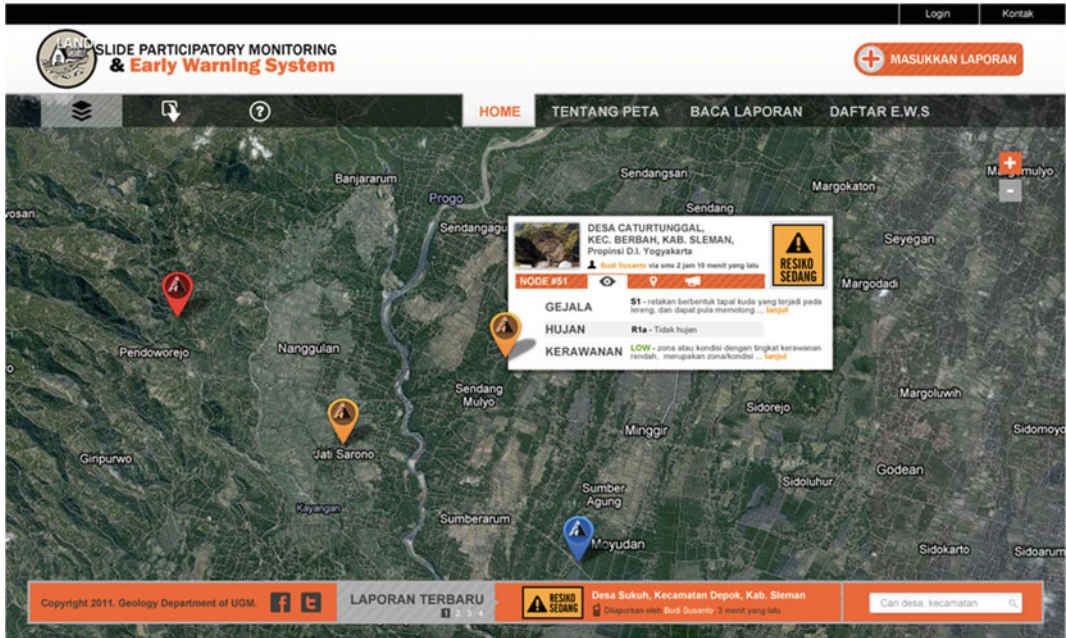 Login Kontak
LANDSLIDE PARTICIPATORY MONITORING
& Early Warning System
MASUKKAN LAPORAN
HOME TENTANG PETA BACA LAPORAN DAFTAR E.W.S
Banjararum
Sendangsari
Margokaton
Progo
Sendang
Sendangagu
Seyegan
DESA CATURTUNGGAL,
KEC. BERBAH, KAB. SLEMAN,
Propinsi D.I. Yogyakarta
Budi Susanto via sms 2 jam 10 menit yang lalu
RESIKO
SEDANG
NODE #51
GEJALA S1 - retakan berbentuk tapal kuda yang terjadi pada
lereng, dan dapat pula memotong ... lanjut
HUJAN R1a - Tidak hujan
KERAWANAN LOW - zona atau kondisi dengan tingkat kerawanan
rendah, merupakan zona/kondisi ... lanjut
Margodadi
Pendoworejo
Nanggulan
Sendang
Mulyo
Margoluwih
Sidorejo
Minggir
Sidomoyo
Jati Sarono
Giripurwo
Godean
Sidoluhur
Sumber
Agung
Kayangan
Sumberarum
Moyudan
Sidokarto
Sidoarum
Copyright 2011. Geology Department of UGM.
LAPORAN TERBARU
1 2 3 4
RESIKO
SEDANG
Desa Sukuh, Kecamatan Depok, Kab. Sleman
Dilaporkan oleh Budi Susanto, 3 menit yang lalu
Cari desa, kecamatan